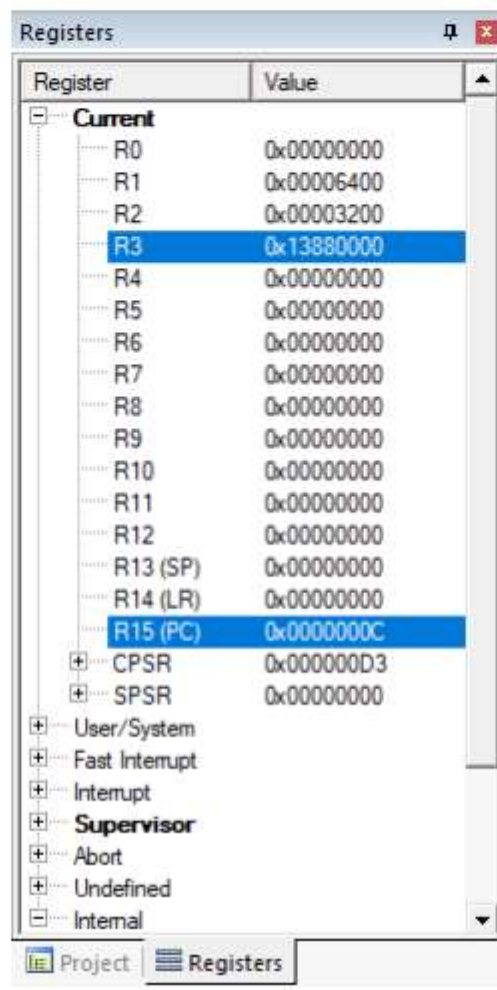 Registers
Register Value
Current
R0 0x00000000
R1 0x00006400
R2 0x00003200
R3 0x13880000
R4 0x00000000
R5 0x00000000
R6 0x00000000
R7 0x00000000
R8 0x00000000
R9 0x00000000
R10 0x00000000
R11 0x00000000
R12 0x00000000
R13 (SP) 0x00000000
R14 (LR) 0x00000000
R15 (PC) 0x0000000C
CPSR 0x000000D3
SPSR 0x00000000
User/System
Fast Interrupt
Interrupt
Supervisor
Abort
Undefined
Internal
Project Registers